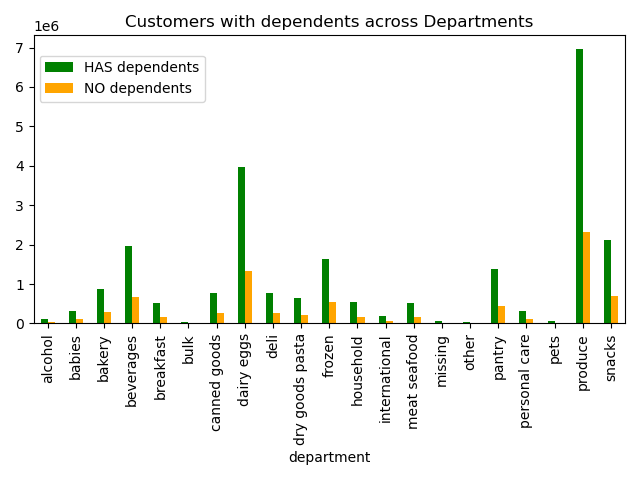 Customers with dependents across Departments
1e6
7
6
5
4
3
2
1
0
HAS dependents
NO dependents
alcohol
babies
bakery
beverages
breakfast
bulk
canned goods
dairy eggs
deli
dry goods pasta
frozen
household
international
meat seafood
missing
other
pantry
personal care
pets
produce
snacks
department